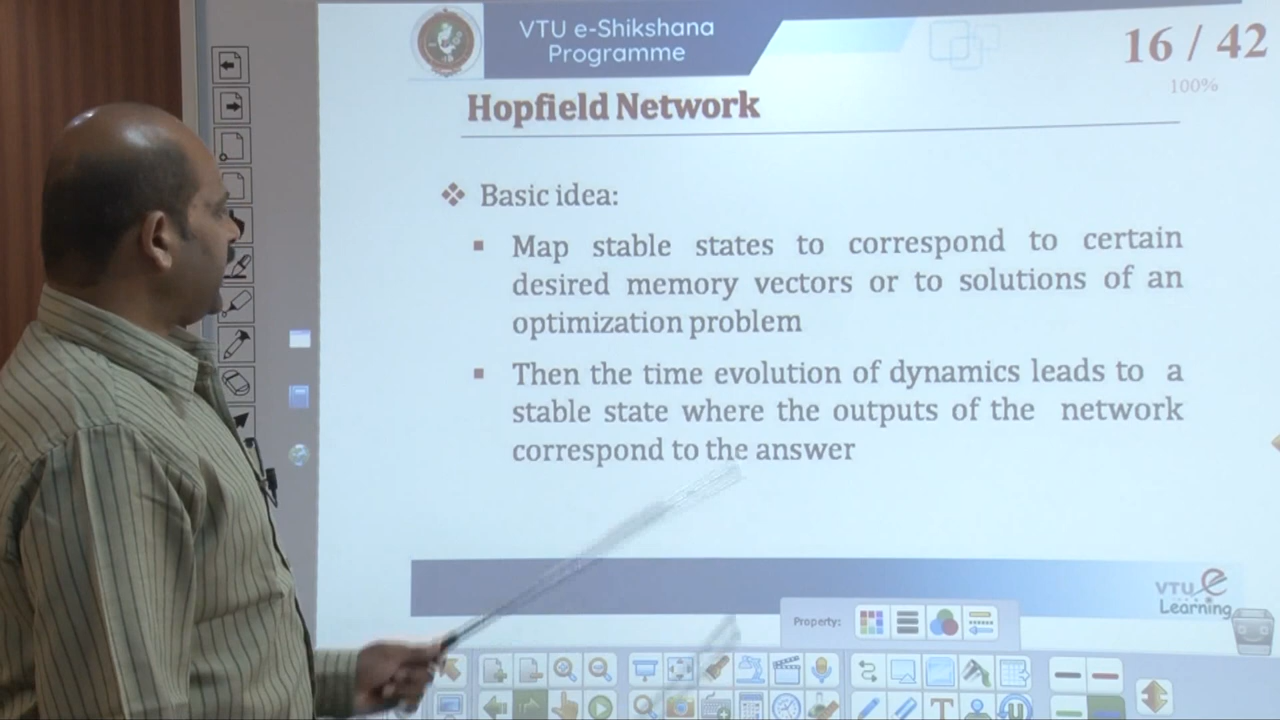 VTU e-Shikshana
Programme
16 / 42
100%
Hopfield Network
❖ Basic idea:
▪ Map stable states to correspond to certain
desired memory vectors or to solutions of an
optimization problem
▪ Then the time evolution of dynamics leads to a
stable state where the outputs of the network
correspond to the answer
VTU e
Learning
Property: